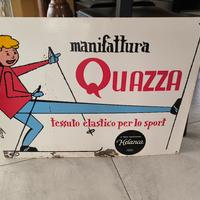 manifattura
QUAZZA
tessuto elastico per lo sport
Helanca